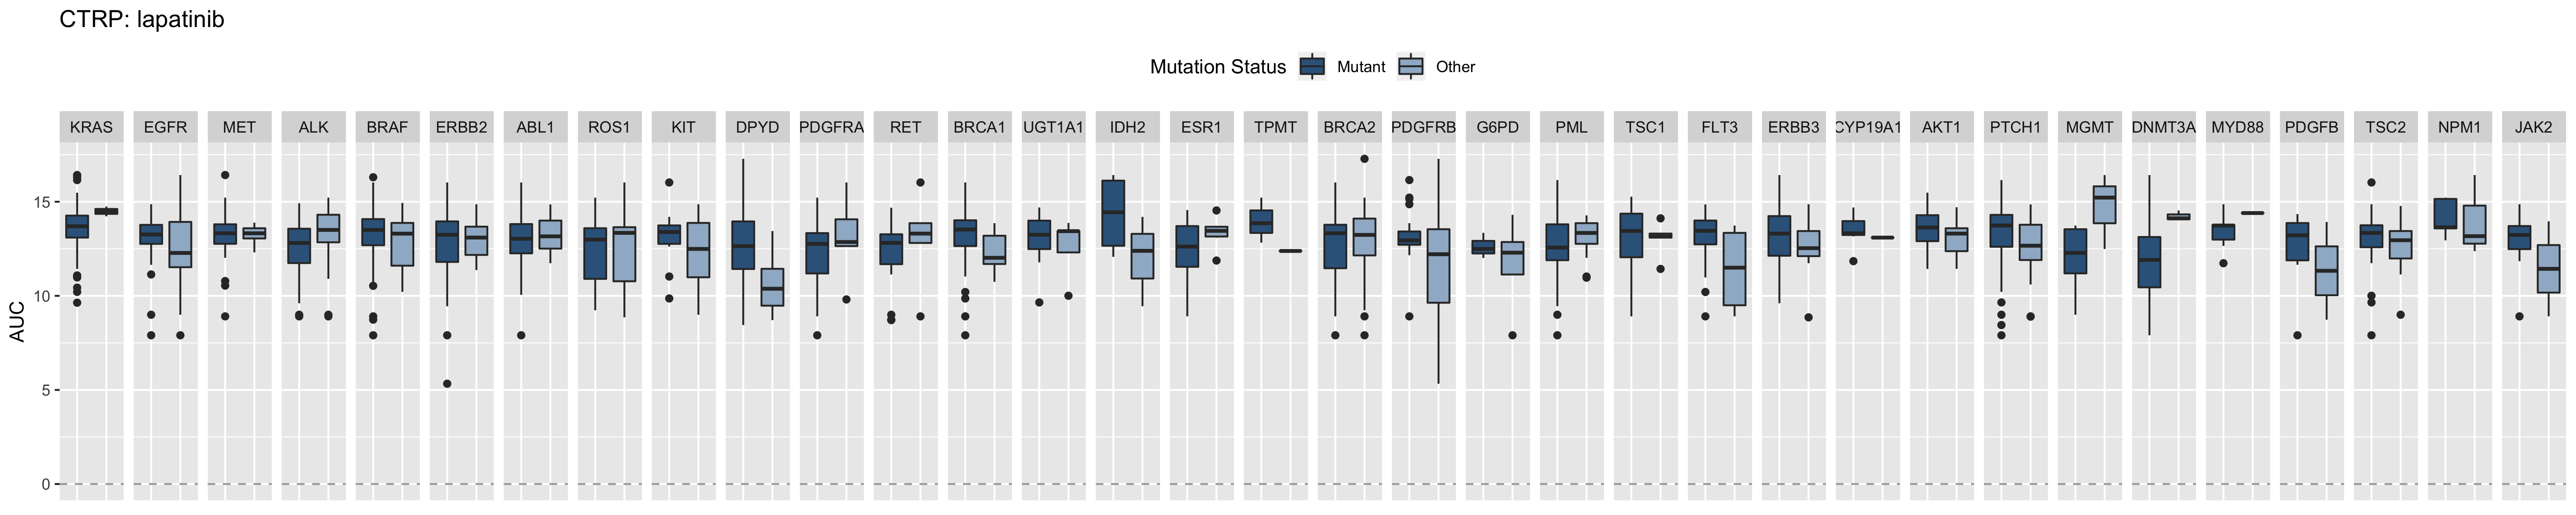 CTRP: lapatinib
Mutation Status Mutant Other
KRAS EGFR MET ALK BRAF ERBB2 ABL1 ROS1 KIT DPYD PDGFRA RET BRCA1 UGT1A1 IDH2 ESR1 TPMT BRCA2 PDGFRB G6PD PML TSC1 FLT3 ERBB3 CYP19A1 AKT1 PTCH1 MGMT DNMT3A MYD88 PDGFB TSC2 NPM1 JAK2
15
10
AUC
5
0